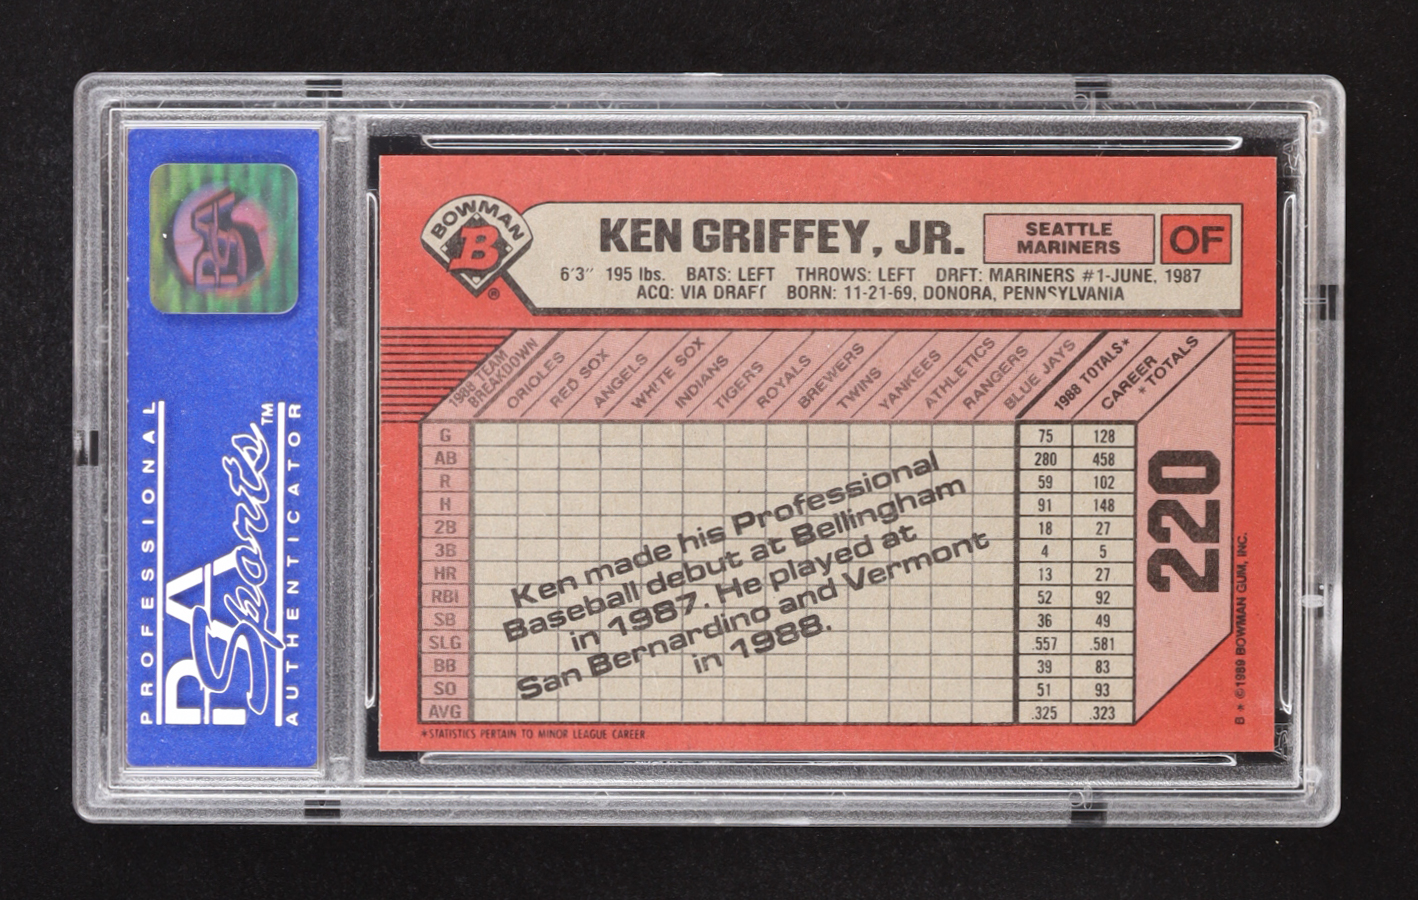 PROFESSIONAL
PSA Sports™
AUTHENTICATOR
PSA
BOWMAN
B
®
KEN GRIFFEY, JR.
SEATTLE
MARINERS
OF
6'3" 195 lbs. BATS: LEFT THROWS: LEFT DRFT: MARINERS #1-JUNE, 1987
ACQ: VIA DRAFT BORN: 11-21-69, DONORA, PENNSYLVANIA
1988 TEAM
BREAKDOWN
ORIOLES
RED SOX
ANGELS
WHITE SOX
INDIANS
TIGERS
ROYALS
BREWERS
TWINS
YANKEES
ATHLETICS
RANGERS
BLUE JAYS
1988 TOTALS*
CAREER
*TOTALS
G 75 128
AB 280 458
R 59 102
H 91 148
2B 18 27
3B 4 5
HR 13 27
RBI 52 92
SB 36 49
SLG .557 .581
BB 39 83
SO 51 93
AVG .325 .323
Ken made his Professional
Baseball debut at Bellingham
in 1987. He played at
San Bernardino and Vermont
in 1988.
220
B * ©1989 BOWMAN GUM, INC.
*STATISTICS PERTAIN TO MINOR LEAGUE CAREER